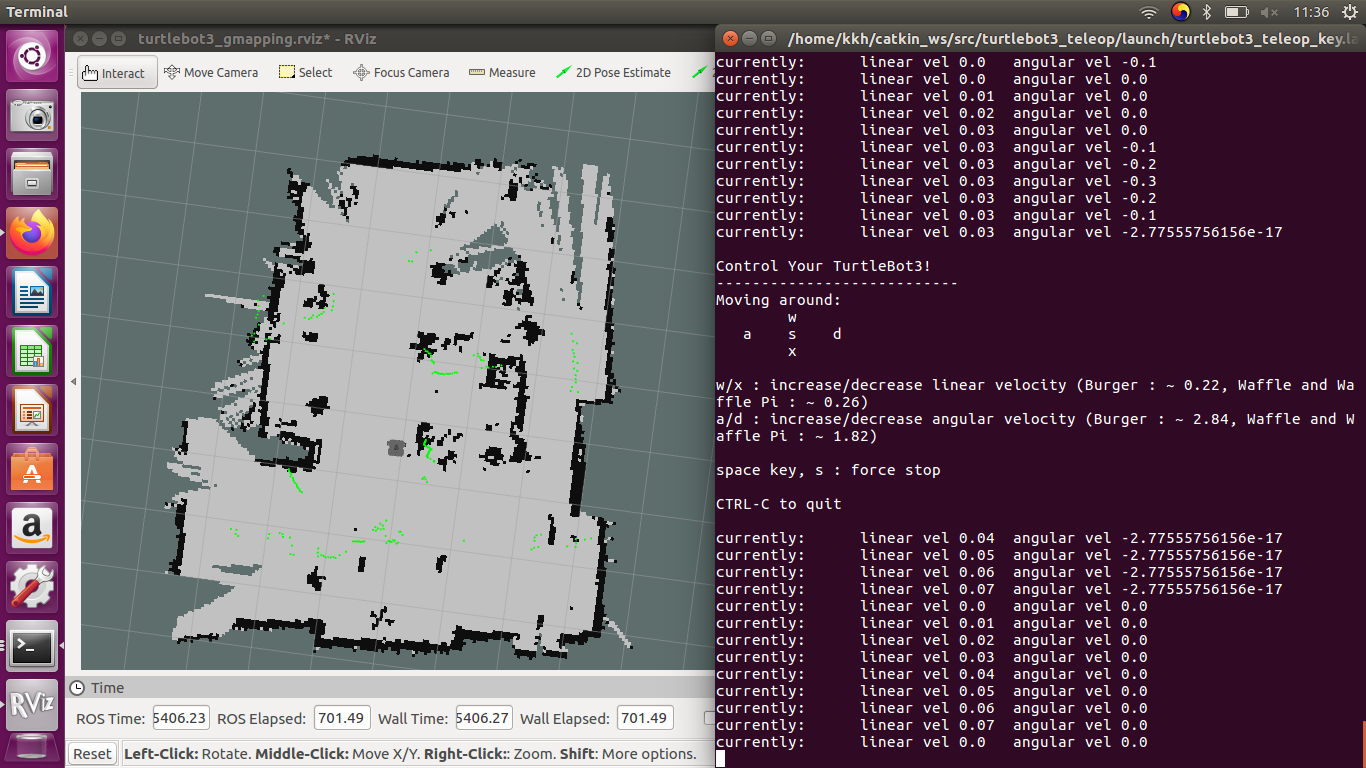 Terminal
11:36
turtlebot3_gmapping.rviz* - RViz
Interact
Move Camera
Select
Focus Camera
Measure
2D Pose Estimate
RViz
Time
ROS Time: 5406.23 ROS Elapsed: 701.49 Wall Time: 5406.27 Wall Elapsed: 701.49
Reset
Left-Click: Rotate. Middle-Click: Move X/Y. Right-Click:: Zoom. Shift: More options.
/home/kkh/catkin_ws/src/turtlebot3_teleop/launch/turtlebot3_teleop_key.la
currently: linear vel 0.0 angular vel -0.1
currently: linear vel 0.0 angular vel 0.0
currently: linear vel 0.01 angular vel 0.0
currently: linear vel 0.02 angular vel 0.0
currently: linear vel 0.03 angular vel 0.0
currently: linear vel 0.03 angular vel -0.1
currently: linear vel 0.03 angular vel -0.2
currently: linear vel 0.03 angular vel -0.3
currently: linear vel 0.03 angular vel -0.2
currently: linear vel 0.03 angular vel -0.1
currently: linear vel 0.03 angular vel -2.77555756156e-17
Control Your TurtleBot3!
---------------------------
Moving around:
w
a s d
x
w/x : increase/decrease linear velocity (Burger : ~ 0.22, Waffle and Wa
ffle Pi : ~ 0.26)
a/d : increase/decrease angular velocity (Burger : ~ 2.84, Waffle and W
affle Pi : ~ 1.82)
space key, s : force stop
CTRL-C to quit
currently: linear vel 0.04 angular vel -2.77555756156e-17
currently: linear vel 0.05 angular vel -2.77555756156e-17
currently: linear vel 0.06 angular vel -2.77555756156e-17
currently: linear vel 0.07 angular vel -2.77555756156e-17
currently: linear vel 0.0 angular vel 0.0
currently: linear vel 0.01 angular vel 0.0
currently: linear vel 0.02 angular vel 0.0
currently: linear vel 0.03 angular vel 0.0
currently: linear vel 0.04 angular vel 0.0
currently: linear vel 0.05 angular vel 0.0
currently: linear vel 0.06 angular vel 0.0
currently: linear vel 0.07 angular vel 0.0
currently: linear vel 0.0 angular vel 0.0